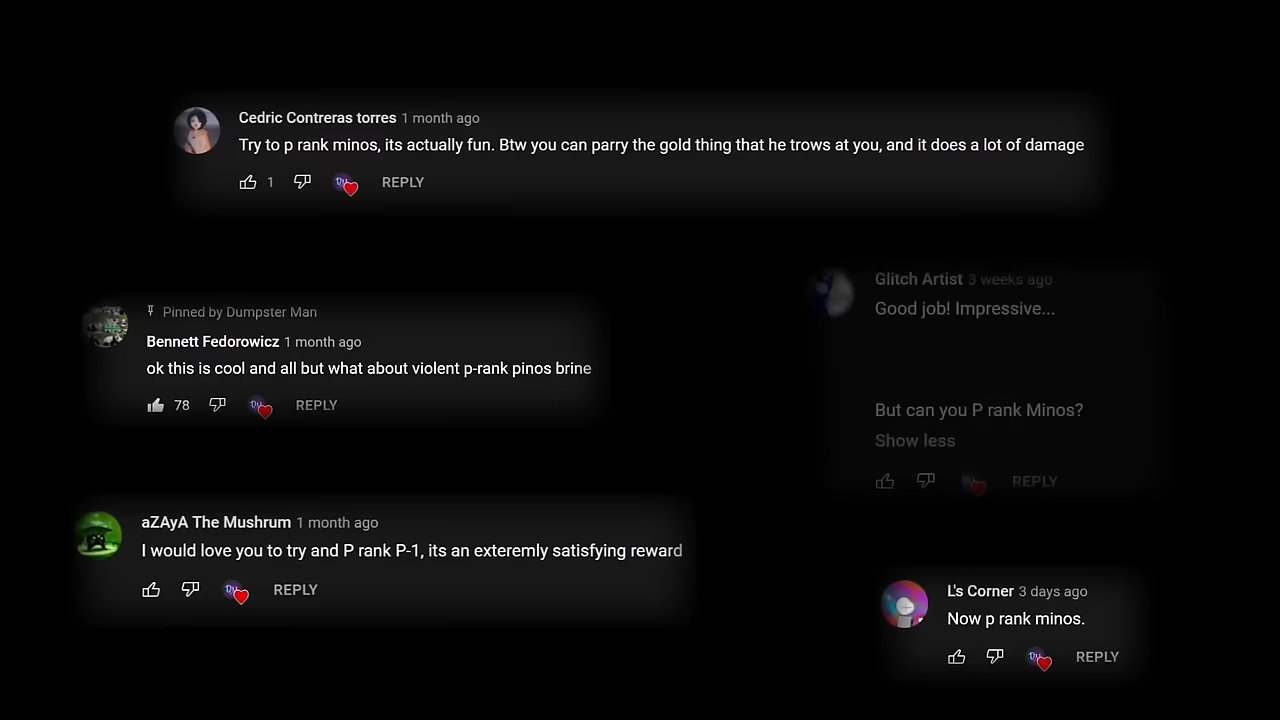 Cedric Contreras torres 1 month ago
Try to p rank minos, its actually fun. Btw you can parry the gold thing that he trows at you, and it does a lot of damage
1 REPLY
Pinned by Dumpster Man
Bennett Fedorowicz 1 month ago
ok this is cool and all but what about violent p-rank pinos brine
78 REPLY
Glitch Artist 3 weeks ago
Good job! Impressive...
But can you P rank Minos?
Show less
REPLY
aZAyA The Mushrum 1 month ago
I would love you to try and P rank P-1, its an exteremly satisfying reward
REPLY
L's Corner 3 days ago
Now p rank minos.
REPLY